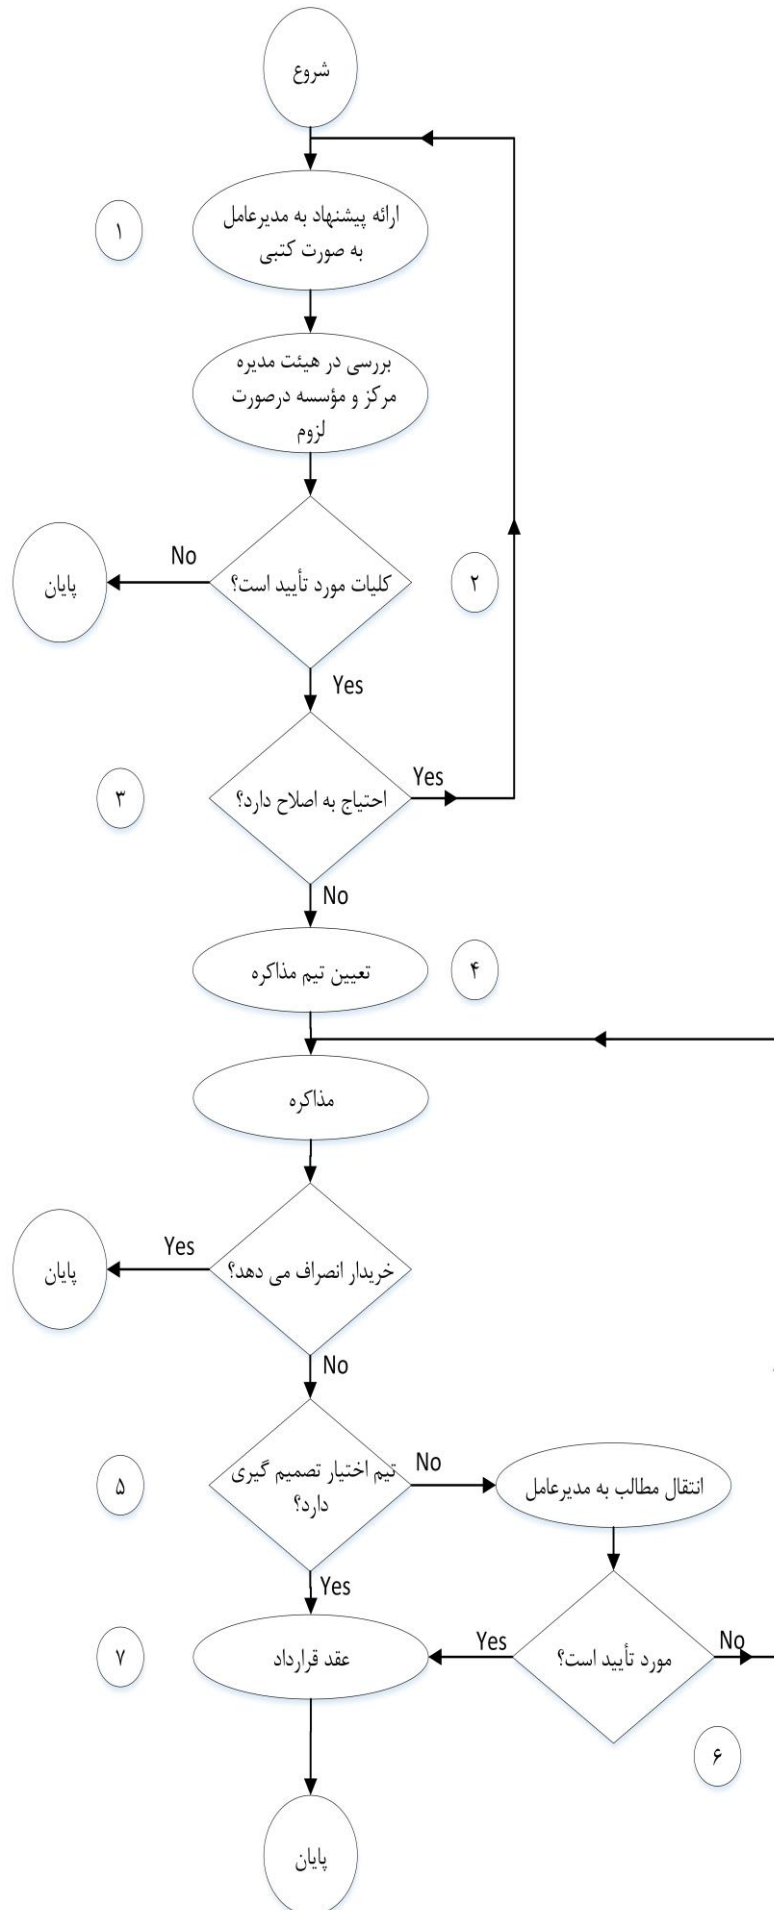 شروع
۱
ارائه پیشنهاد به مدیرعامل
به صورت کتبی
بررسی در هیئت مدیره
مرکز و مؤسسه درصورت
لزوم
No
پایان
کلیات مورد تأیید است؟
۲
Yes
۳
احتیاج به اصلاح دارد؟
Yes
No
تعیین تیم مذاکره
۴
مذاکره
Yes
پایان
خریدار انصراف می دهد؟
No
۵
تیم اختیار تصمیم گیری
دارد؟
No
انتقال مطالب به مدیرعامل
Yes
۷
عقد قرارداد
Yes
مورد تأیید است؟
No
۶
پایان